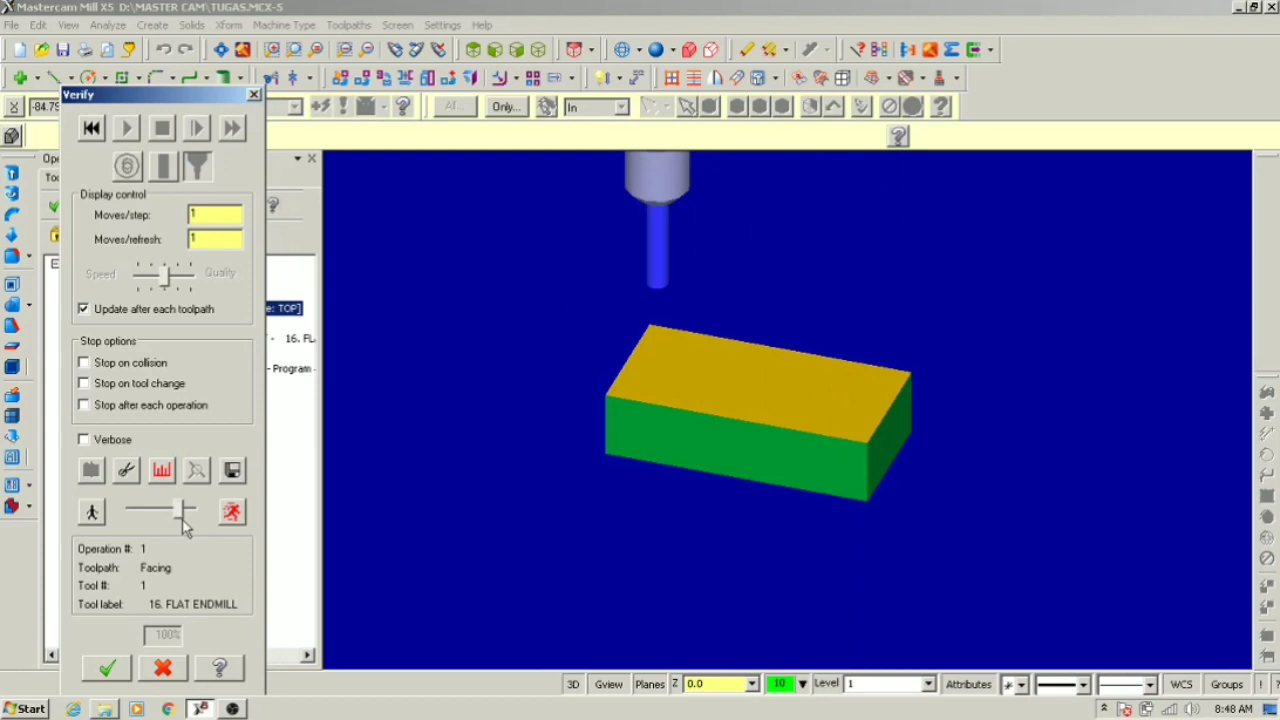 Mastercam Mill X5 D:\MASTER CAM\TUGAS.MCX-5
File Edit View Analyze Create Solids Xform Machine Type Toolpaths Screen Settings Help
Verify
-84.79
Only...
In
Display control
Moves/step: 1
Moves/refresh: 1
Speed Quality
Update after each toolpath
e: TOP]
Stop options
- 16. FL
Stop on collision
- Program -
Stop on tool change
Stop after each operation
Verbose
Operation #: 1
Toolpath: Facing
Tool #: 1
Tool label: 16. FLAT ENDMILL
100%
3D Gview Planes Z 0.0 10 Level 1 Attributes WCS Groups ! ?
Start 8:48 AM